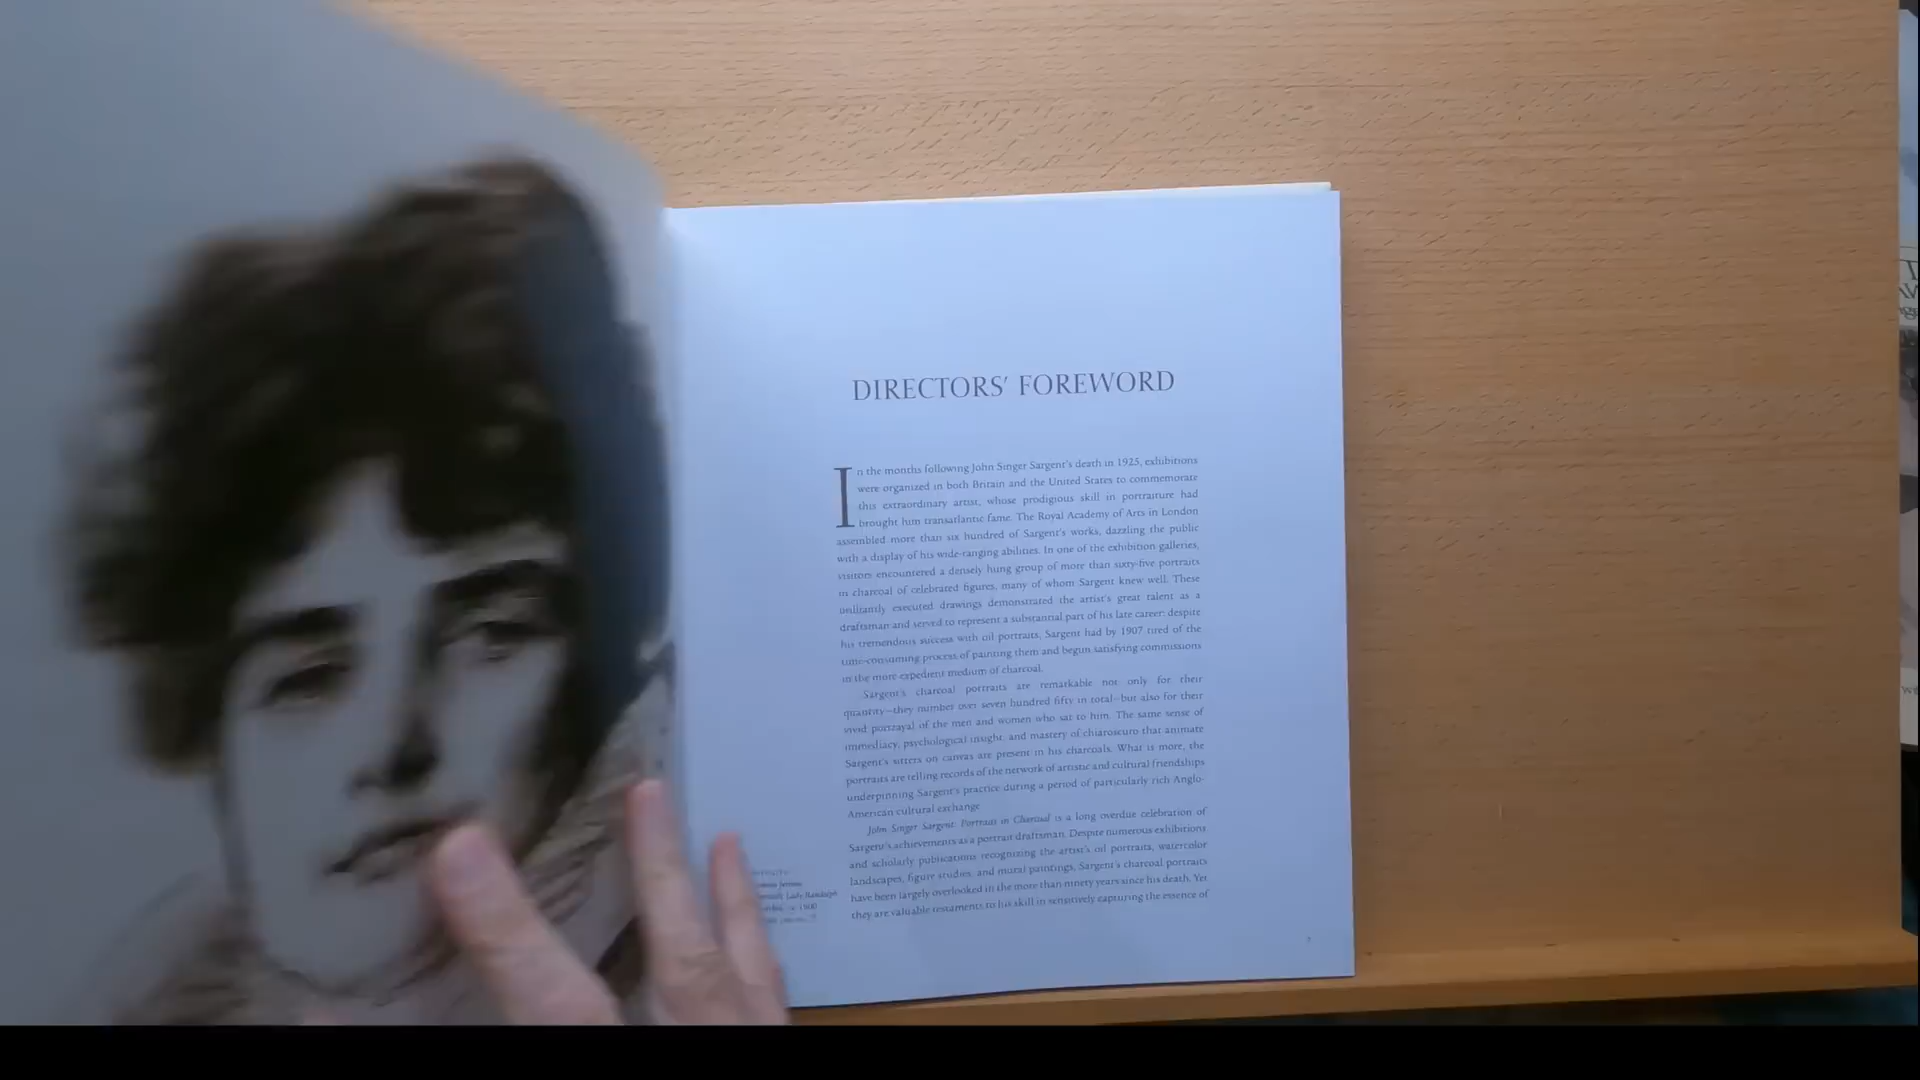 DIRECTORS' FOREWORD
In the months following John Singer Sargent's death in 1925, exhibitions
were organized in both Britain and the United States to commemorate
this extraordinary artist, whose prodigious skill in portraiture had
brought him transatlantic fame. The Royal Academy of Arts in London
assembled more than six hundred of Sargent's works, dazzling the public
with a display of his wide-ranging abilities. In one of the exhibition galleries,
visitors encountered a densely hung group of more than sixty-five portraits
in charcoal of celebrated figures, many of whom Sargent knew well. These
brilliantly executed drawings demonstrated the artist's great talent as a
draftsman and served to represent a substantial part of his late career: despite
his tremendous success with oil portraits, Sargent had by 1907 tired of the
time-consuming process of painting them and begun satisfying commissions
in the more expedient medium of charcoal.
Sargent's charcoal portraits are remarkable not only for their
quantity—they number over seven hundred fifty in total—but also for their
vivid portrayal of the men and women who sat to him. The same sense of
immediacy, psychological insight, and mastery of chiaroscuro that animate
Sargent's sitters on canvas are present in his charcoals. What is more, the
portraits are telling records of the network of artistic and cultural friendships
underpinning Sargent's practice during a period of particularly rich Anglo-
American cultural exchange.
John Singer Sargent: Portraits in Charcoal is a long overdue celebration of
Sargent's achievements as a portrait draftsman. Despite numerous exhibitions
and scholarly publications recognizing the artist's oil portraits, watercolor
landscapes, figure studies, and mural paintings, Sargent's charcoal portraits
have been largely overlooked in the more than ninety years since his death. Yet
they are valuable testaments to his skill in sensitively capturing the essence of
Jennie Jerome
Lady Randolph
1900
7